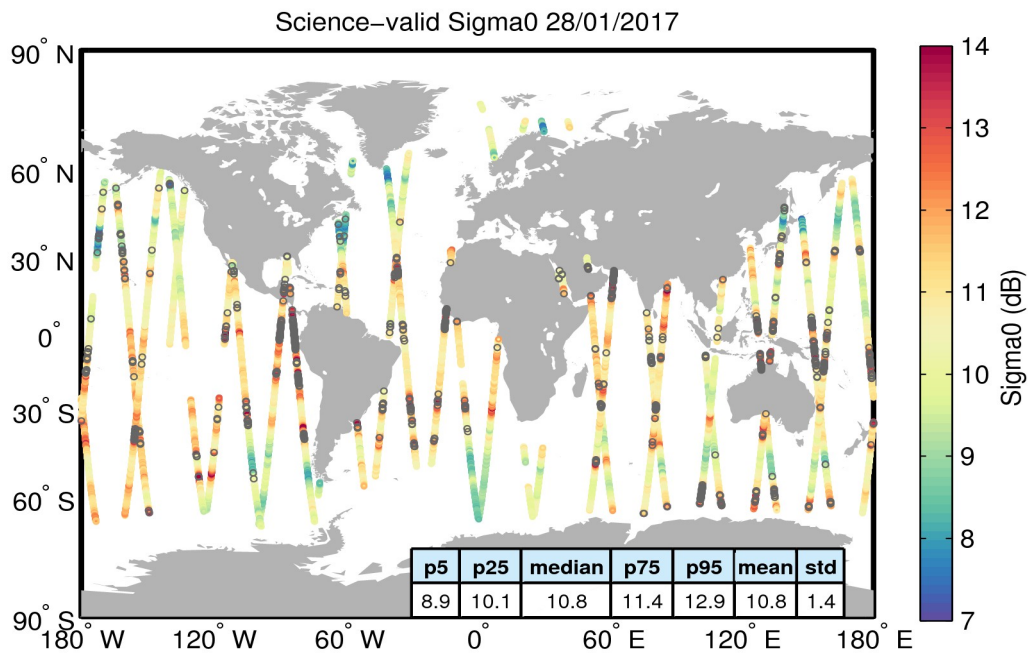 Science-valid Sigma0 28/01/2017
90° N
60° N
30° N
0°
30° S
60° S
90° S
180° W
120° W
60° W
0°
60° E
120° E
180° E
p5 p25 median p75 p95 mean std
8.9 10.1 10.8 11.4 12.9 10.8 1.4
14
13
12
11
10
9
8
7
Sigma0 (dB)